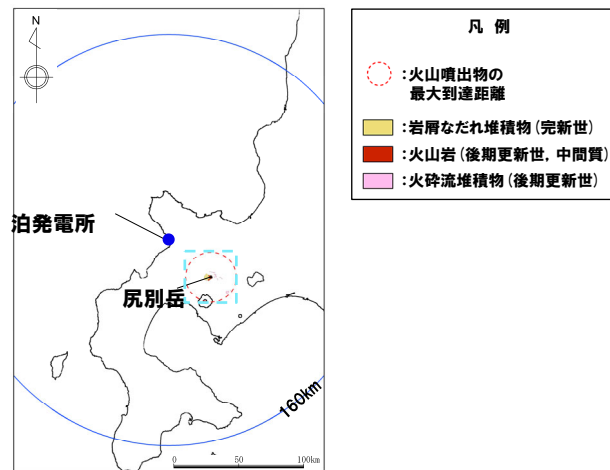 N
泊発電所
尻別岳
160km
0 50 100km
凡 例
:火山噴出物の
最大到達距離
:岩屑なだれ堆積物(完新世)
:火山岩(後期更新世, 中間質)
:火砕流堆積物(後期更新世)